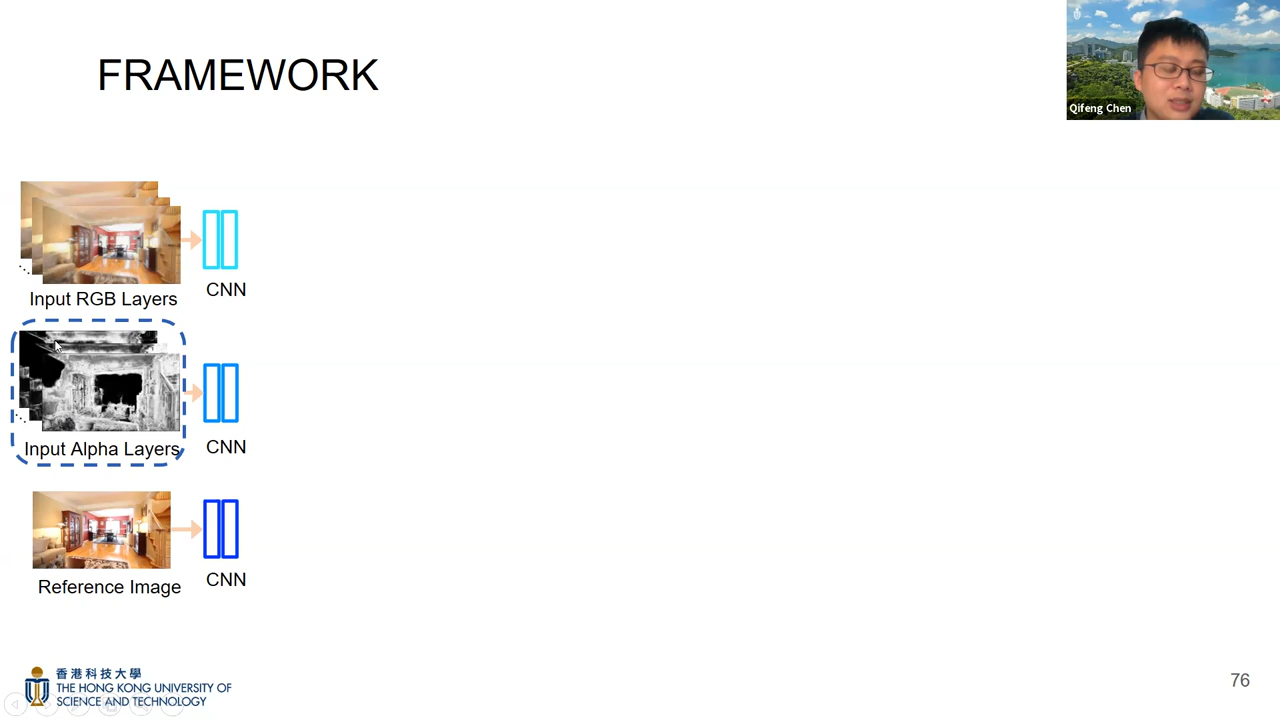 FRAMEWORK
Qifeng Chen
Input RGB Layers
CNN
Input Alpha Layers
CNN
Reference Image
CNN
香港科技大學
THE HONG KONG UNIVERSITY OF
SCIENCE AND TECHNOLOGY
76